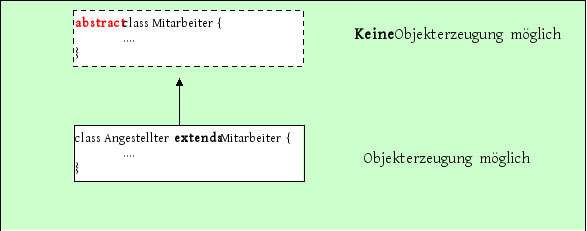 abstract class Mitarbeiter {
....
}
Keine Objekterzeugung möglich
class Angestellter extends Mitarbeiter {
....
}
Objekterzeugung möglich